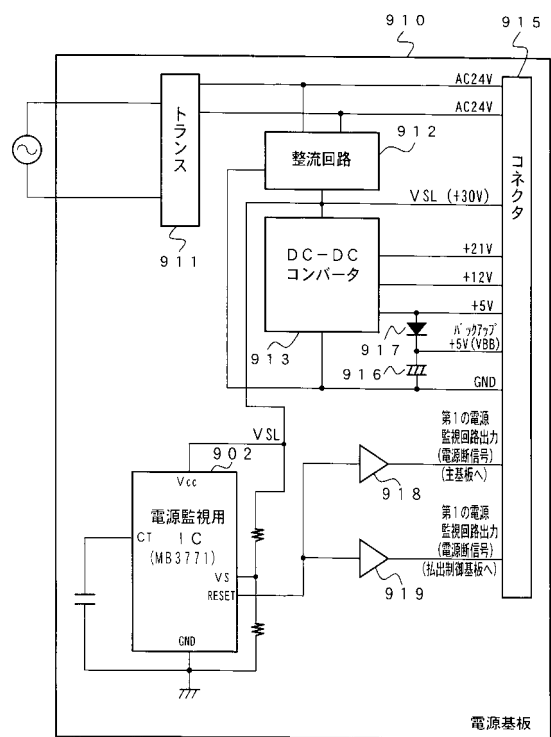 910
915
AC24V
AC24V
トランス
912
整流回路
コネクタ
VSL (+30V)
911
DC-DC
コンバータ
+21V
+12V
+5V
917
バックアップ
+5V(VBB)
913
916
GND
第1の電源
監視回路出力
(電源断信号)
(主基板へ)
VSL
902
918
Vcc
電源監視用
IC
(MB3771)
CT
VS
RESET
GND
第1の電源
監視回路出力
(電源断信号)
(払出制御基板へ)
919
電源基板